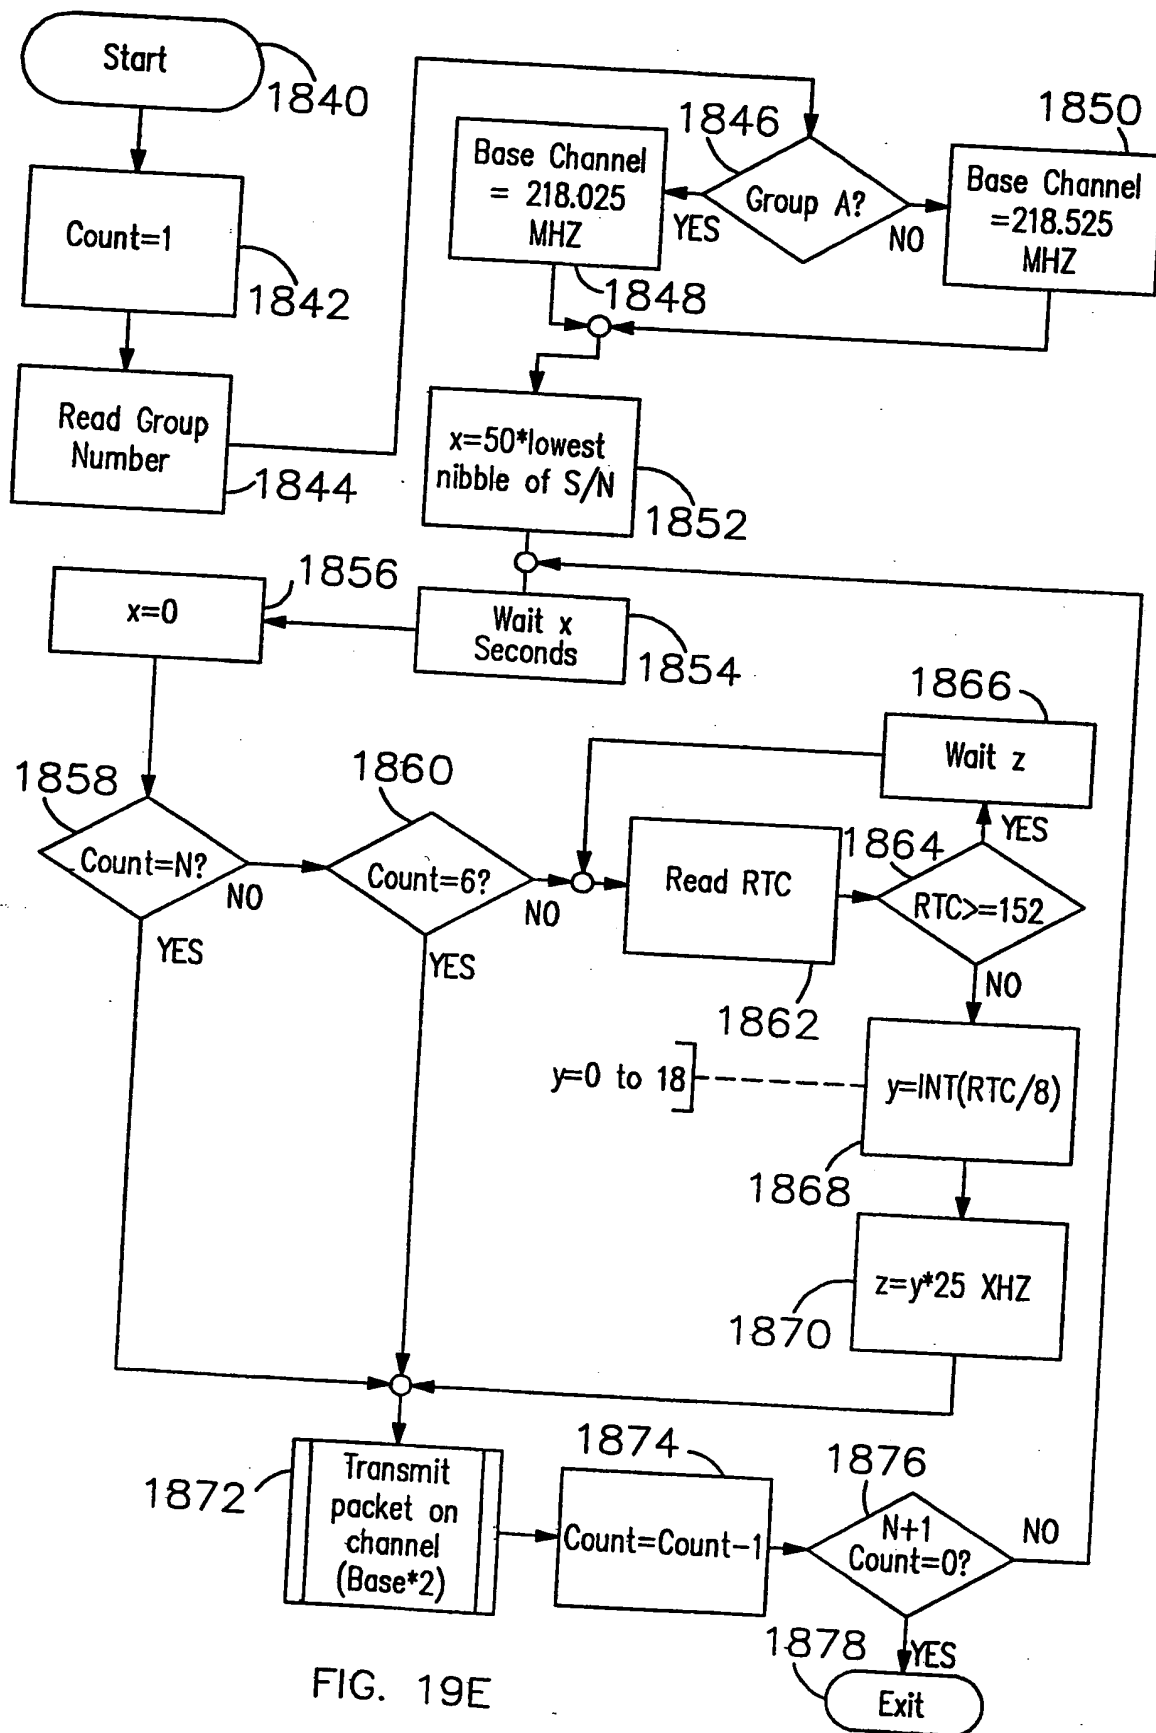 Start
1840
Count=1
1842
Read Group
Number
1844
1846
Group A?
YES
NO
Base Channel
= 218.025
MHZ
1848
1850
Base Channel
=218.525
MHZ
x=50*lowest
nibble of S/N
1852
Wait x
Seconds
1854
x=0
1856
1858
Count=N?
NO
YES
1860
Count=6?
NO
YES
Read RTC
1862
1864
RTC>=152
YES
NO
1866
Wait z
y=0 to 18
y=INT(RTC/8)
1868
z=y*25 XHZ
1870
1872
Transmit
packet on
channel
(Base*2)
1874
Count=Count-1
1876
N+1
Count=0?
NO
YES
1878
Exit
FIG. 19E